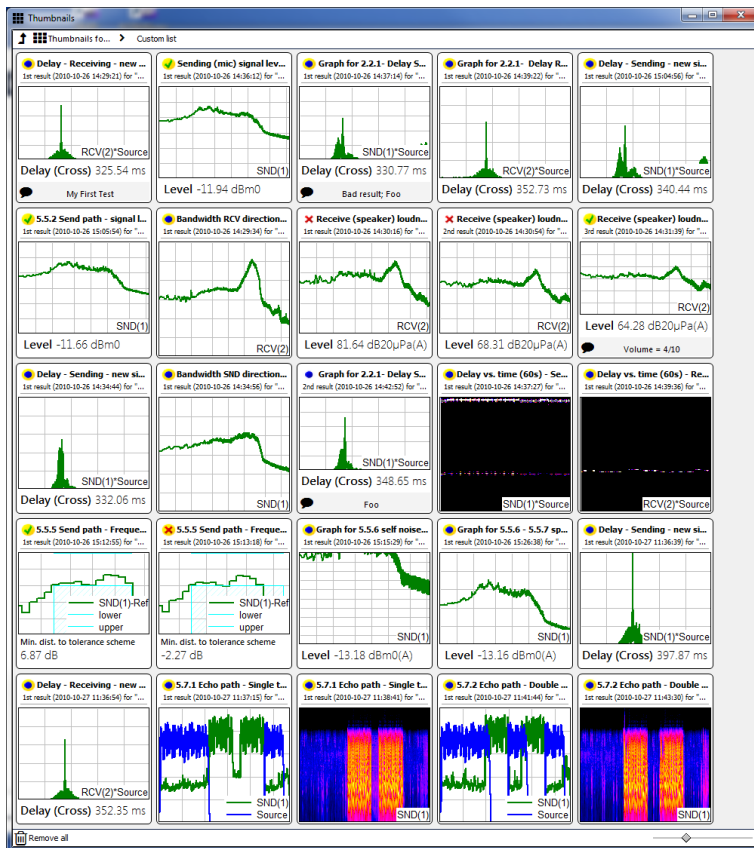 Thumbnails
Thumbnails fo...
Custom list
Delay - Receiving - new ...
1st result (2010-10-26 14:29:21) for "...
RCV(2)*Source
Delay (Cross) 325.54 ms
My First Test
Sending (mic) signal lev...
1st result (2010-10-26 14:36:12) for "...
SND(1)
Level -11.94 dBm0
Graph for 2.2.1- Delay S...
1st result (2010-10-26 14:37:14) for "...
SND(1)*Source
Delay (Cross) 330.77 ms
Bad result; Foo
Graph for 2.2.1- Delay R...
1st result (2010-10-26 14:39:22) for "...
RCV(2)*Source
Delay (Cross) 352.73 ms
Delay - Sending - new si...
1st result (2010-10-26 15:04:56) for "...
SND(1)*Source
Delay (Cross) 340.44 ms
5.5.2 Send path - signal l...
1st result (2010-10-26 15:05:54) for "...
SND(1)
Level -11.66 dBm0
Bandwidth RCV direction...
1st result (2010-10-26 14:29:34) for "...
RCV(2)
Receive (speaker) loudn...
1st result (2010-10-26 14:30:16) for "...
RCV(2)
Level 81.64 dB20µPa(A)
Receive (speaker) loudn...
2nd result (2010-10-26 14:30:54) for "...
RCV(2)
Level 68.31 dB20µPa(A)
Receive (speaker) loudn...
3rd result (2010-10-26 14:31:39) for "...
RCV(2)
Level 64.28 dB20µPa(A)
Volume = 4/10
Delay - Sending - new si...
1st result (2010-10-26 14:34:44) for "...
SND(1)*Source
Delay (Cross) 332.06 ms
Bandwidth SND direction...
1st result (2010-10-26 14:34:56) for "...
SND(1)
Graph for 2.2.1- Delay S...
2nd result (2010-10-26 14:42:52) for "...
SND(1)*Source
Delay (Cross) 348.65 ms
Foo
Delay vs. time (60s) - Se...
1st result (2010-10-26 14:37:27) for "...
SND(1)*Source
Delay vs. time (60s) - Re...
1st result (2010-10-26 14:39:36) for "...
RCV(2)*Source
5.5.5 Send path - Freque...
1st result (2010-10-26 15:12:55) for "...
SND(1)-Ref
lower
upper
Min. dist. to tolerance scheme
6.87 dB
5.5.5 Send path - Freque...
1st result (2010-10-26 15:13:18) for "...
SND(1)-Ref
lower
upper
Min. dist. to tolerance scheme
-2.27 dB
Graph for 5.5.6 self noise...
1st result (2010-10-26 15:15:29) for "...
SND(1)
Level -13.18 dBm0(A)
Graph for 5.5.6 - 5.5.7 sp...
1st result (2010-10-26 15:26:38) for "...
SND(1)
Level -13.16 dBm0(A)
Delay - Sending - new si...
1st result (2010-10-27 11:36:39) for "...
SND(1)*Source
Delay (Cross) 397.87 ms
Delay - Receiving - new ...
1st result (2010-10-27 11:36:54) for "...
RCV(2)*Source
Delay (Cross) 352.35 ms
5.7.1 Echo path - Single t...
1st result (2010-10-27 11:37:15) for "...
SND(1)
Source
5.7.1 Echo path - Single t...
1st result (2010-10-27 11:38:41) for "...
SND(1)
5.7.2 Echo path - Double ...
1st result (2010-10-27 11:41:44) for "...
SND(1)
Source
5.7.2 Echo path - Double ...
1st result (2010-10-27 11:43:30) for "...
SND(1)
Remove all